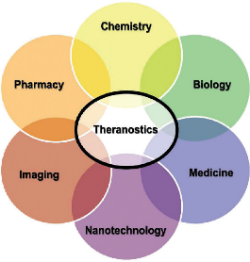 Chemistry
Pharmacy
Biology
Theranostics
Imaging
Medicine
Nanotechnology